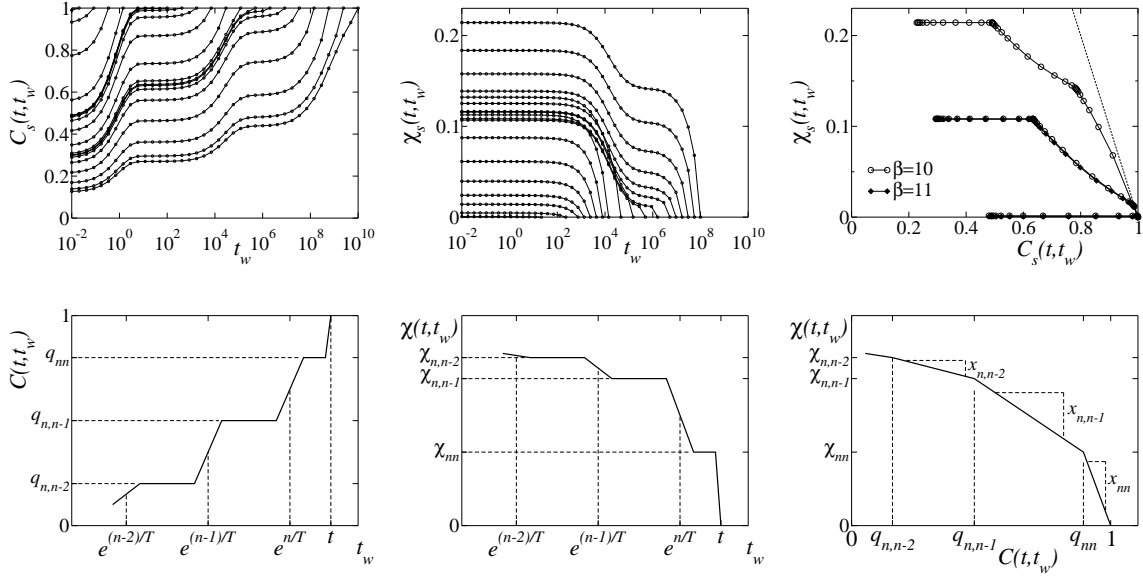 C_s(t,t_w)
1
0.8
0.6
0.4
0.2
0
10^-2 10^0 10^2 10^4 10^6 10^8 10^10
t_w
χ_s(t,t_w)
0.2
0.1
0
10^-2 10^0 10^2 10^4 10^6 10^8 10^10
t_w
χ_s(t,t_w)
0.2
0.1
0
β=10
β=11
0 0.2 0.4 0.6 0.8 1
C_s(t,t_w)
C(t,t_w)
1
q_nn
q_n,n-1
q_n,n-2
0
e^(n-2)/T e^(n-1)/T e^n/T t t_w
χ(t,t_w)
χ_n,n-2
χ_n,n-1
χ_nn
0
e^(n-2)/T e^(n-1)/T e^n/T t t_w
χ(t,t_w)
χ_n,n-2
χ_n,n-1
χ_nn
0
x_n,n-2
x_n,n-1
x_nn
0 q_n,n-2 q_n,n-1 q_nn 1
C(t,t_w)